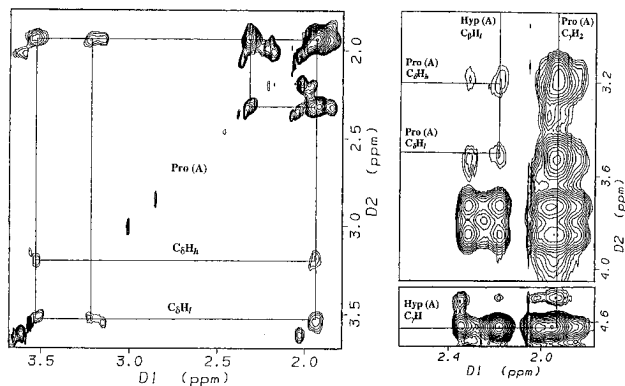 Pro (A)
CδHh
CδHl
2.0
2.5
3.0
3.5
D2 (ppm)
3.5
3.0
2.5
2.0
D1 (ppm)
Hyp (A)
CβHl
Pro (A)
CγH2
Pro (A)
CδHh
Pro (A)
CδHl
3.2
3.6
4.0
D2 (ppm)
Hyp (A)
CγH
4.6
2.4
2.0
D1 (ppm)